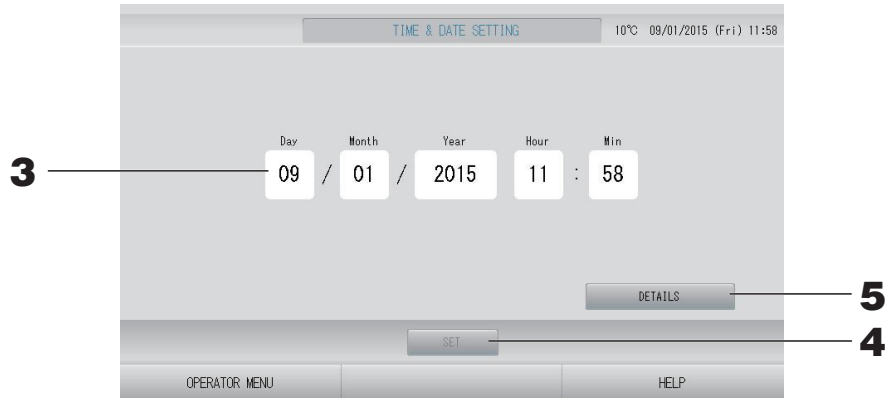 TIME & DATE SETTING 10℃ 09/01/2015 (Fri) 11:58
Day Month Year Hour Min
3 09 / 01 / 2015 11 : 58
DETAILS 5
SET 4
OPERATOR MENU HELP